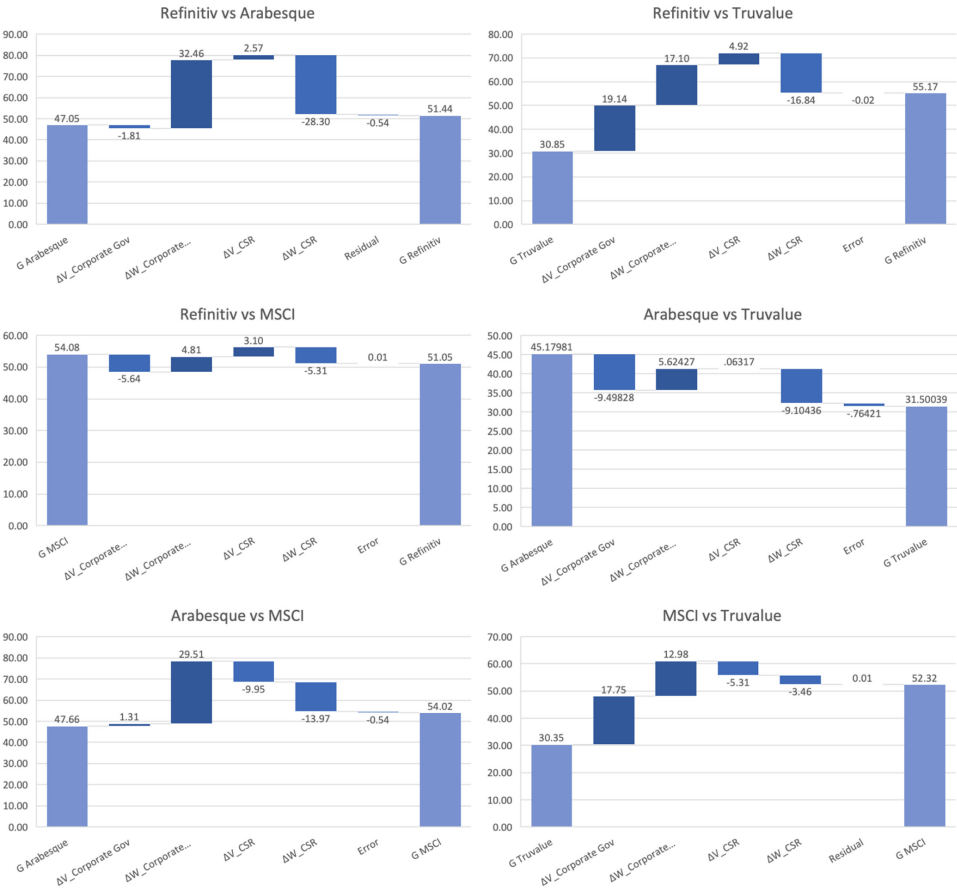 Refinitiv vs Arabesque
90.00
80.00
70.00
60.00
50.00
40.00
30.00
20.00
10.00
0.00
47.05
-1.81
32.46
2.57
-28.30
-0.54
51.44
G Arabesque
ΔV_Corporate Gov
ΔW_Corporate...
ΔV_CSR
ΔW_CSR
Residual
G Refinitiv
Refinitiv vs Truvalue
80.00
70.00
60.00
50.00
40.00
30.00
20.00
10.00
0.00
30.85
19.14
17.10
4.92
-16.84
-0.02
55.17
G Truvalue
ΔV_Corporate Gov
ΔW_Corporate...
ΔV_CSR
ΔW_CSR
Error
G Refinitiv
Refinitiv vs MSCI
60.00
50.00
40.00
30.00
20.00
10.00
0.00
54.08
-5.64
4.81
3.10
-5.31
0.01
51.05
G MSCI
ΔV_Corporate...
ΔW_Corporate...
ΔV_CSR
ΔW_CSR
Error
G Refinitiv
Arabesque vs Truvalue
50.00
45.00
40.00
35.00
30.00
25.00
20.00
15.00
10.00
5.00
0.00
45.17981
-9.49828
5.62427
.06317
-9.10436
-.76421
31.50039
G Arabesque
ΔV_Corporate Gov
ΔW_Corporate...
ΔV_CSR
ΔW_CSR
Error
G Truvalue
Arabesque vs MSCI
90.00
80.00
70.00
60.00
50.00
40.00
30.00
20.00
10.00
0.00
47.66
1.31
29.51
-9.95
-13.97
-0.54
54.02
G Arabesque
ΔV_Corporate Gov
ΔW_Corporate...
ΔV_CSR
ΔW_CSR
Error
G MSCI
MSCI vs Truvalue
70.00
60.00
50.00
40.00
30.00
20.00
10.00
0.00
30.35
17.75
12.98
-5.31
-3.46
0.01
52.32
G Truvalue
ΔV_Corporate Gov
ΔW_Corporate...
ΔV_CSR
ΔW_CSR
Residual
G MSCI